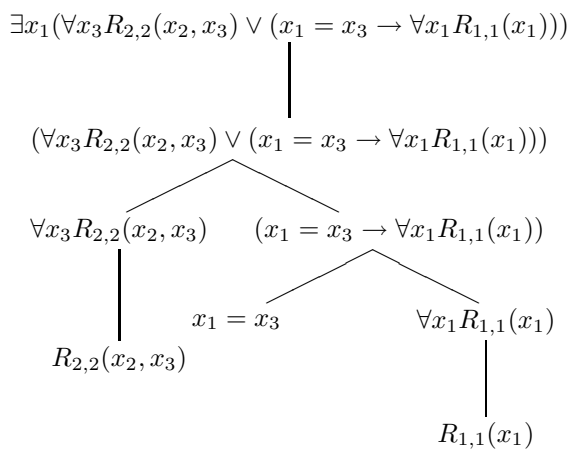 ∃x₁(∀x₃R₂,₂(x₂, x₃) ∨ (x₁ = x₃ → ∀x₁R₁,₁(x₁)))
(∀x₃R₂,₂(x₂, x₃) ∨ (x₁ = x₃ → ∀x₁R₁,₁(x₁)))
∀x₃R₂,₂(x₂, x₃) (x₁ = x₃ → ∀x₁R₁,₁(x₁))
x₁ = x₃ ∀x₁R₁,₁(x₁)
R₂,₂(x₂, x₃)
R₁,₁(x₁)